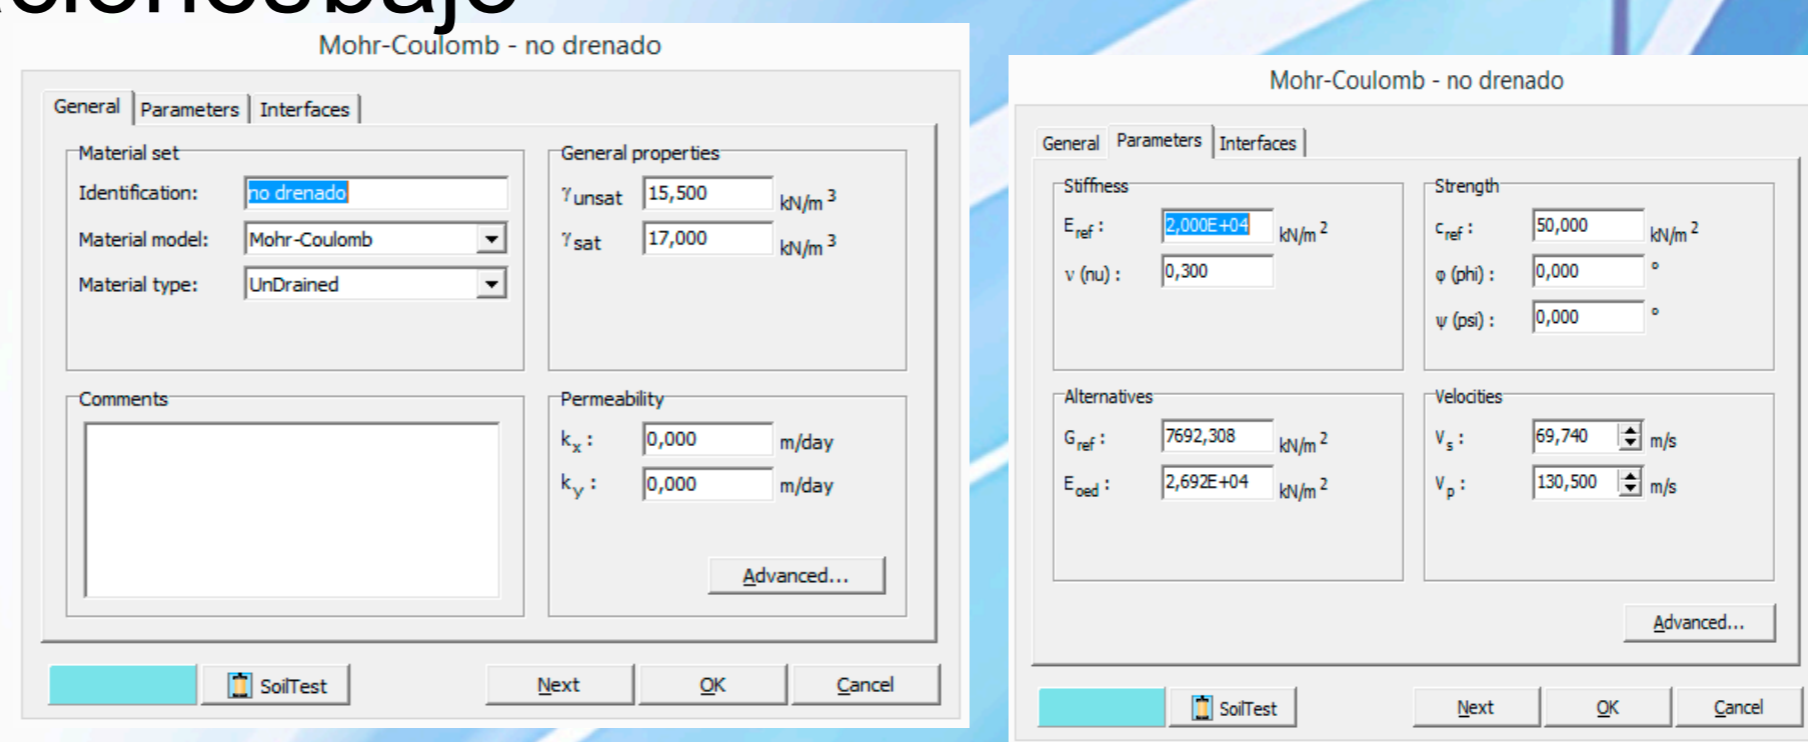 acionesbajo
Mohr-Coulomb - no drenado
General Parameters Interfaces
Material set
Identification: no drenado
Material model: Mohr-Coulomb
Material type: UnDrained
General properties
γunsat 15,500 kN/m³
γsat 17,000 kN/m³
Comments
Permeability
kx : 0,000 m/day
ky : 0,000 m/day
Advanced...
SoilTest Next OK Cancel
Mohr-Coulomb - no drenado
General Parameters Interfaces
Stiffness
Eref : 2,000E+04 kN/m²
ν (nu) : 0,300
Strength
cref : 50,000 kN/m²
φ (phi) : 0,000 °
ψ (psi) : 0,000 °
Alternatives
Gref : 7692,308 kN/m²
Eoed : 2,692E+04 kN/m²
Velocities
Vs : 69,740 m/s
Vp : 130,500 m/s
Advanced...
SoilTest Next OK Cancel